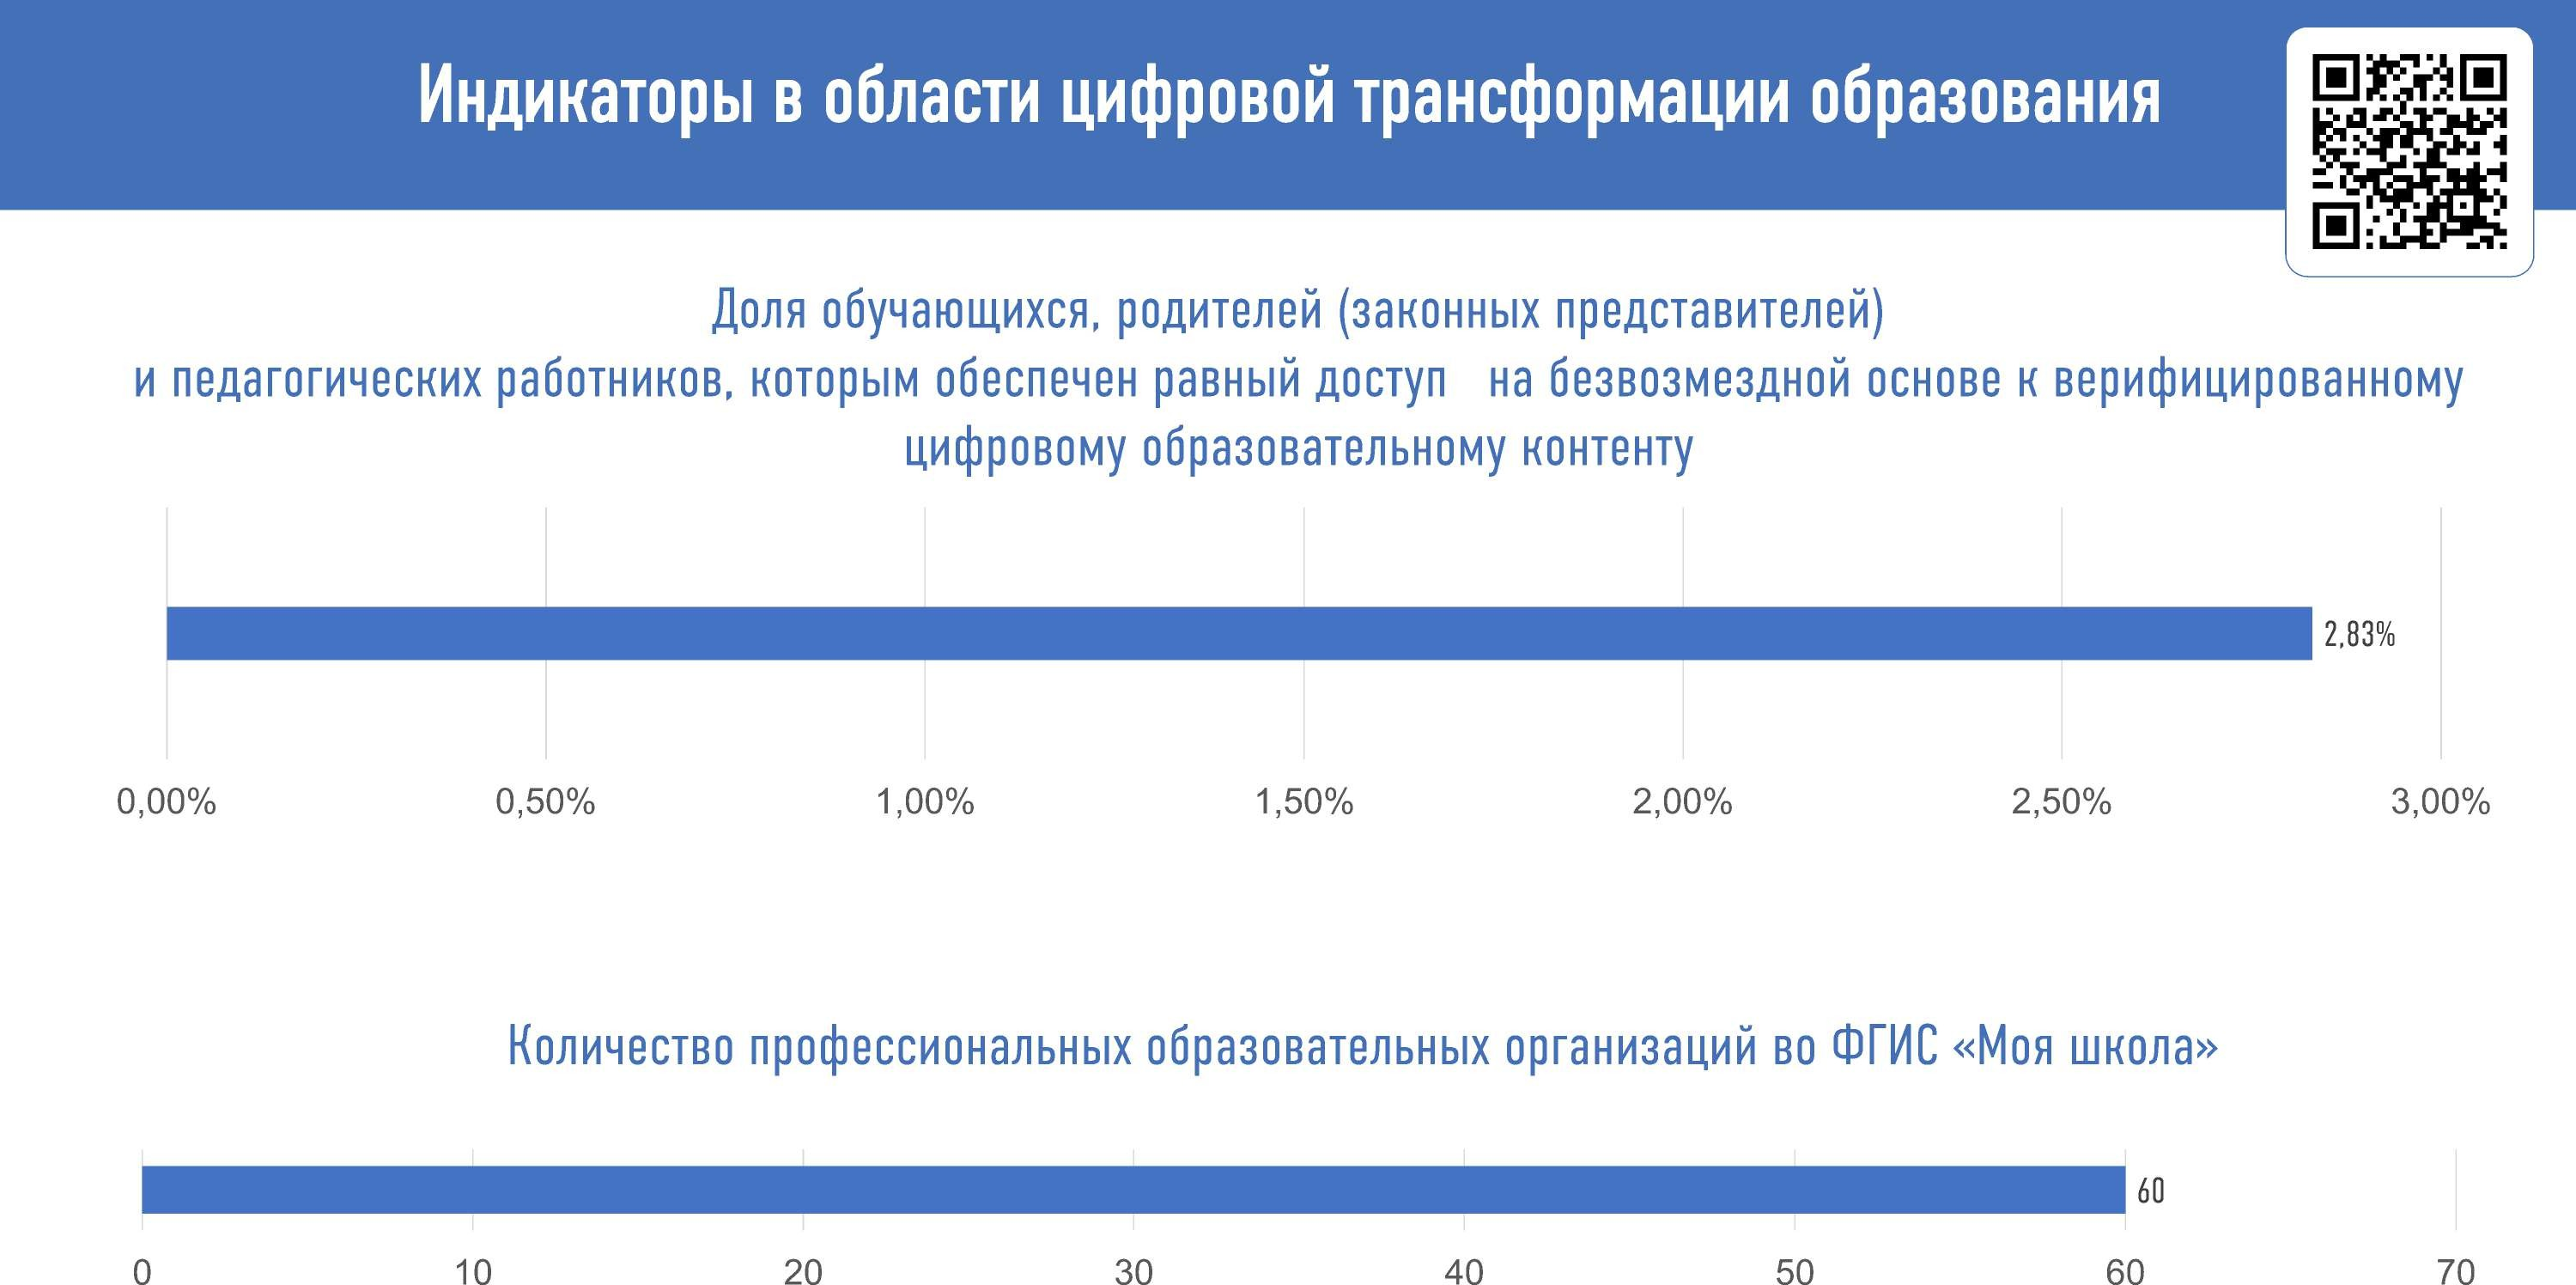 Индикаторы в области цифровой трансформации образования
Доля обучающихся, родителей (законных представителей)
и педагогических работников, которым обеспечен равный доступ на безвозмездной основе к верифицированному
цифровому образовательному контенту
2,83%
0,00% 0,50% 1,00% 1,50% 2,00% 2,50% 3,00%
Количество профессиональных образовательных организаций во ФГИС «Моя школа»
60
0 10 20 30 40 50 60 70